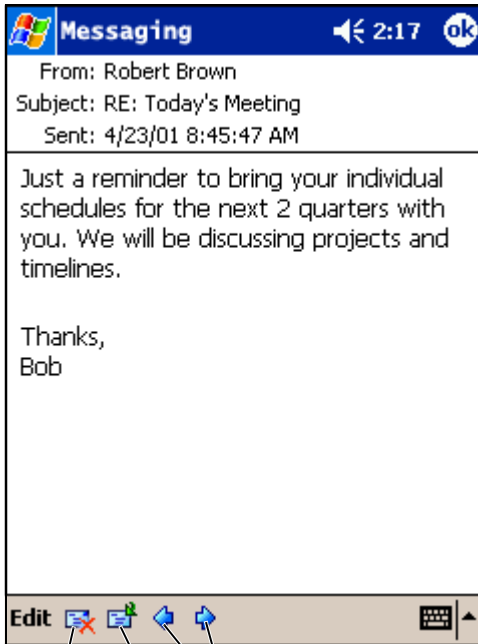 Messaging 2:17 ok
From: Robert Brown
Subject: RE: Today's Meeting
Sent: 4/23/01 8:45:47 AM
Just a reminder to bring your individual
schedules for the next 2 quarters with
you. We will be discussing projects and
timelines.
Thanks,
Bob
Edit